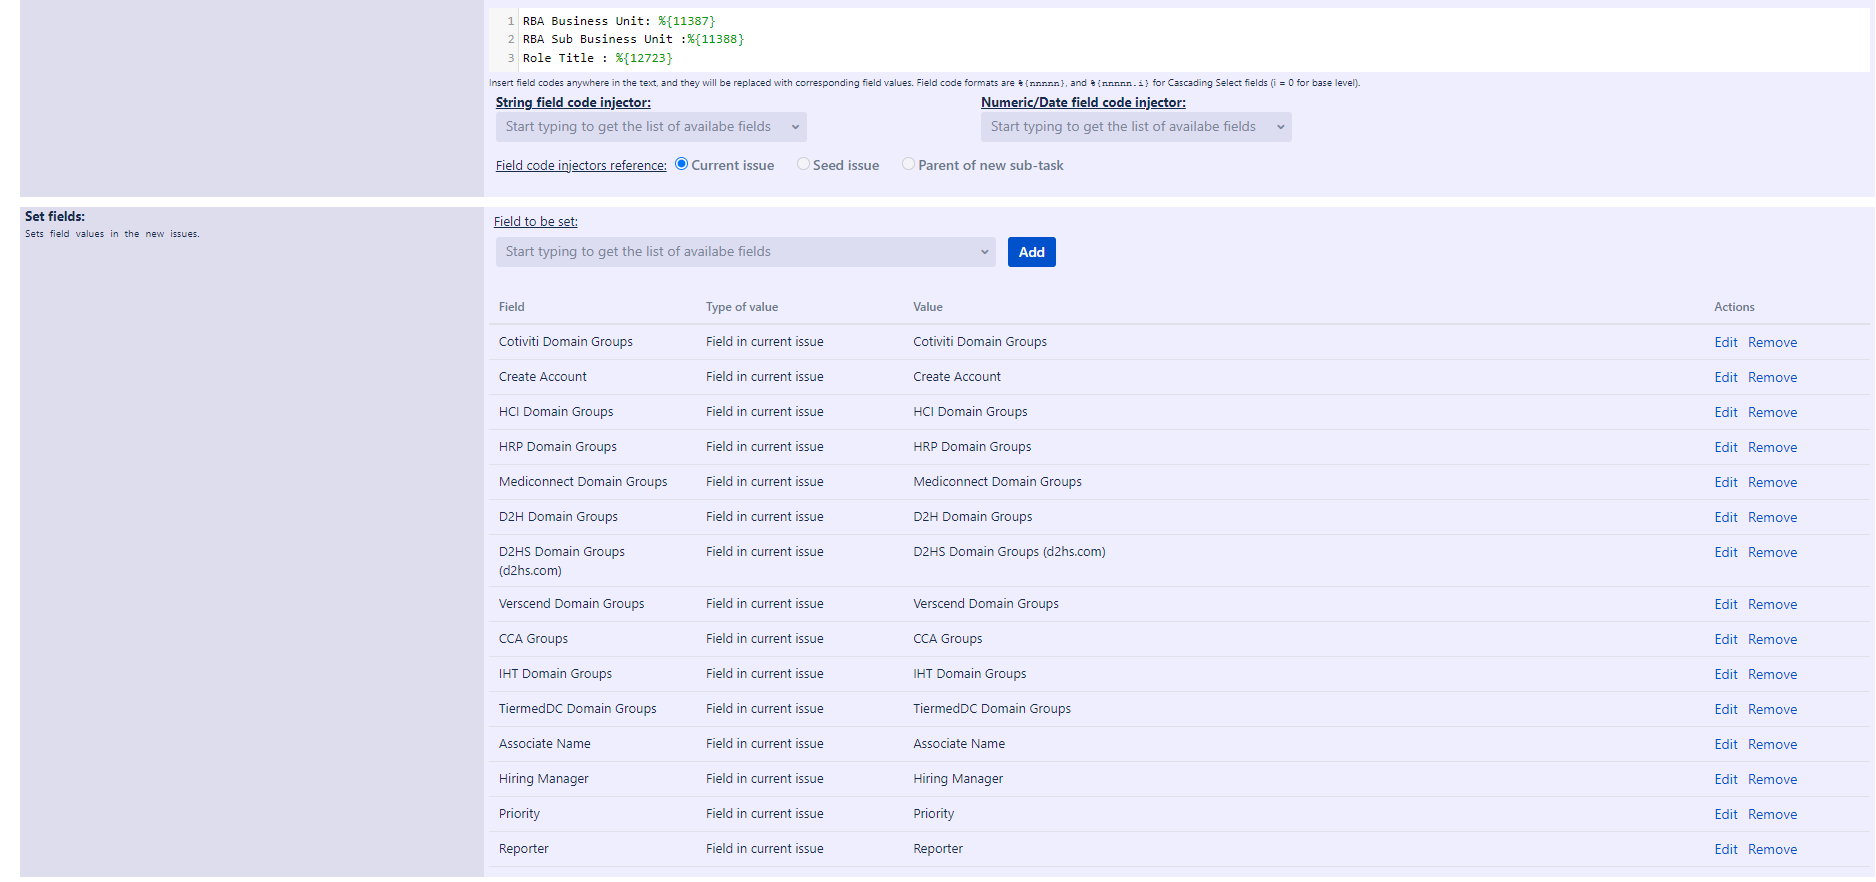 1 RBA Business Unit: %{11387}
2 RBA Sub Business Unit :%{11388}
3 Role Title : %{12723}
Insert field codes anywhere in the text, and they will be replaced with corresponding field values. Field code formats are %{nnnnn}, and %{nnnnn.i} for Cascading Select fields (i = 0 for base level).
String field code injector: Numeric/Date field code injector:
Start typing to get the list of availabe fields Start typing to get the list of availabe fields
Field code injectors reference: Current issue Seed issue Parent of new sub-task
Set fields:
Sets field values in the new issues.
Field to be set:
Start typing to get the list of availabe fields Add
Field Type of value Value Actions
Cotiviti Domain Groups Field in current issue Cotiviti Domain Groups Edit Remove
Create Account Field in current issue Create Account Edit Remove
HCI Domain Groups Field in current issue HCI Domain Groups Edit Remove
HRP Domain Groups Field in current issue HRP Domain Groups Edit Remove
Mediconnect Domain Groups Field in current issue Mediconnect Domain Groups Edit Remove
D2H Domain Groups Field in current issue D2H Domain Groups Edit Remove
D2HS Domain Groups Field in current issue D2HS Domain Groups (d2hs.com) Edit Remove
(d2hs.com)
Verscend Domain Groups Field in current issue Verscend Domain Groups Edit Remove
CCA Groups Field in current issue CCA Groups Edit Remove
IHT Domain Groups Field in current issue IHT Domain Groups Edit Remove
TiermedDC Domain Groups Field in current issue TiermedDC Domain Groups Edit Remove
Associate Name Field in current issue Associate Name Edit Remove
Hiring Manager Field in current issue Hiring Manager Edit Remove
Priority Field in current issue Priority Edit Remove
Reporter Field in current issue Reporter Edit Remove